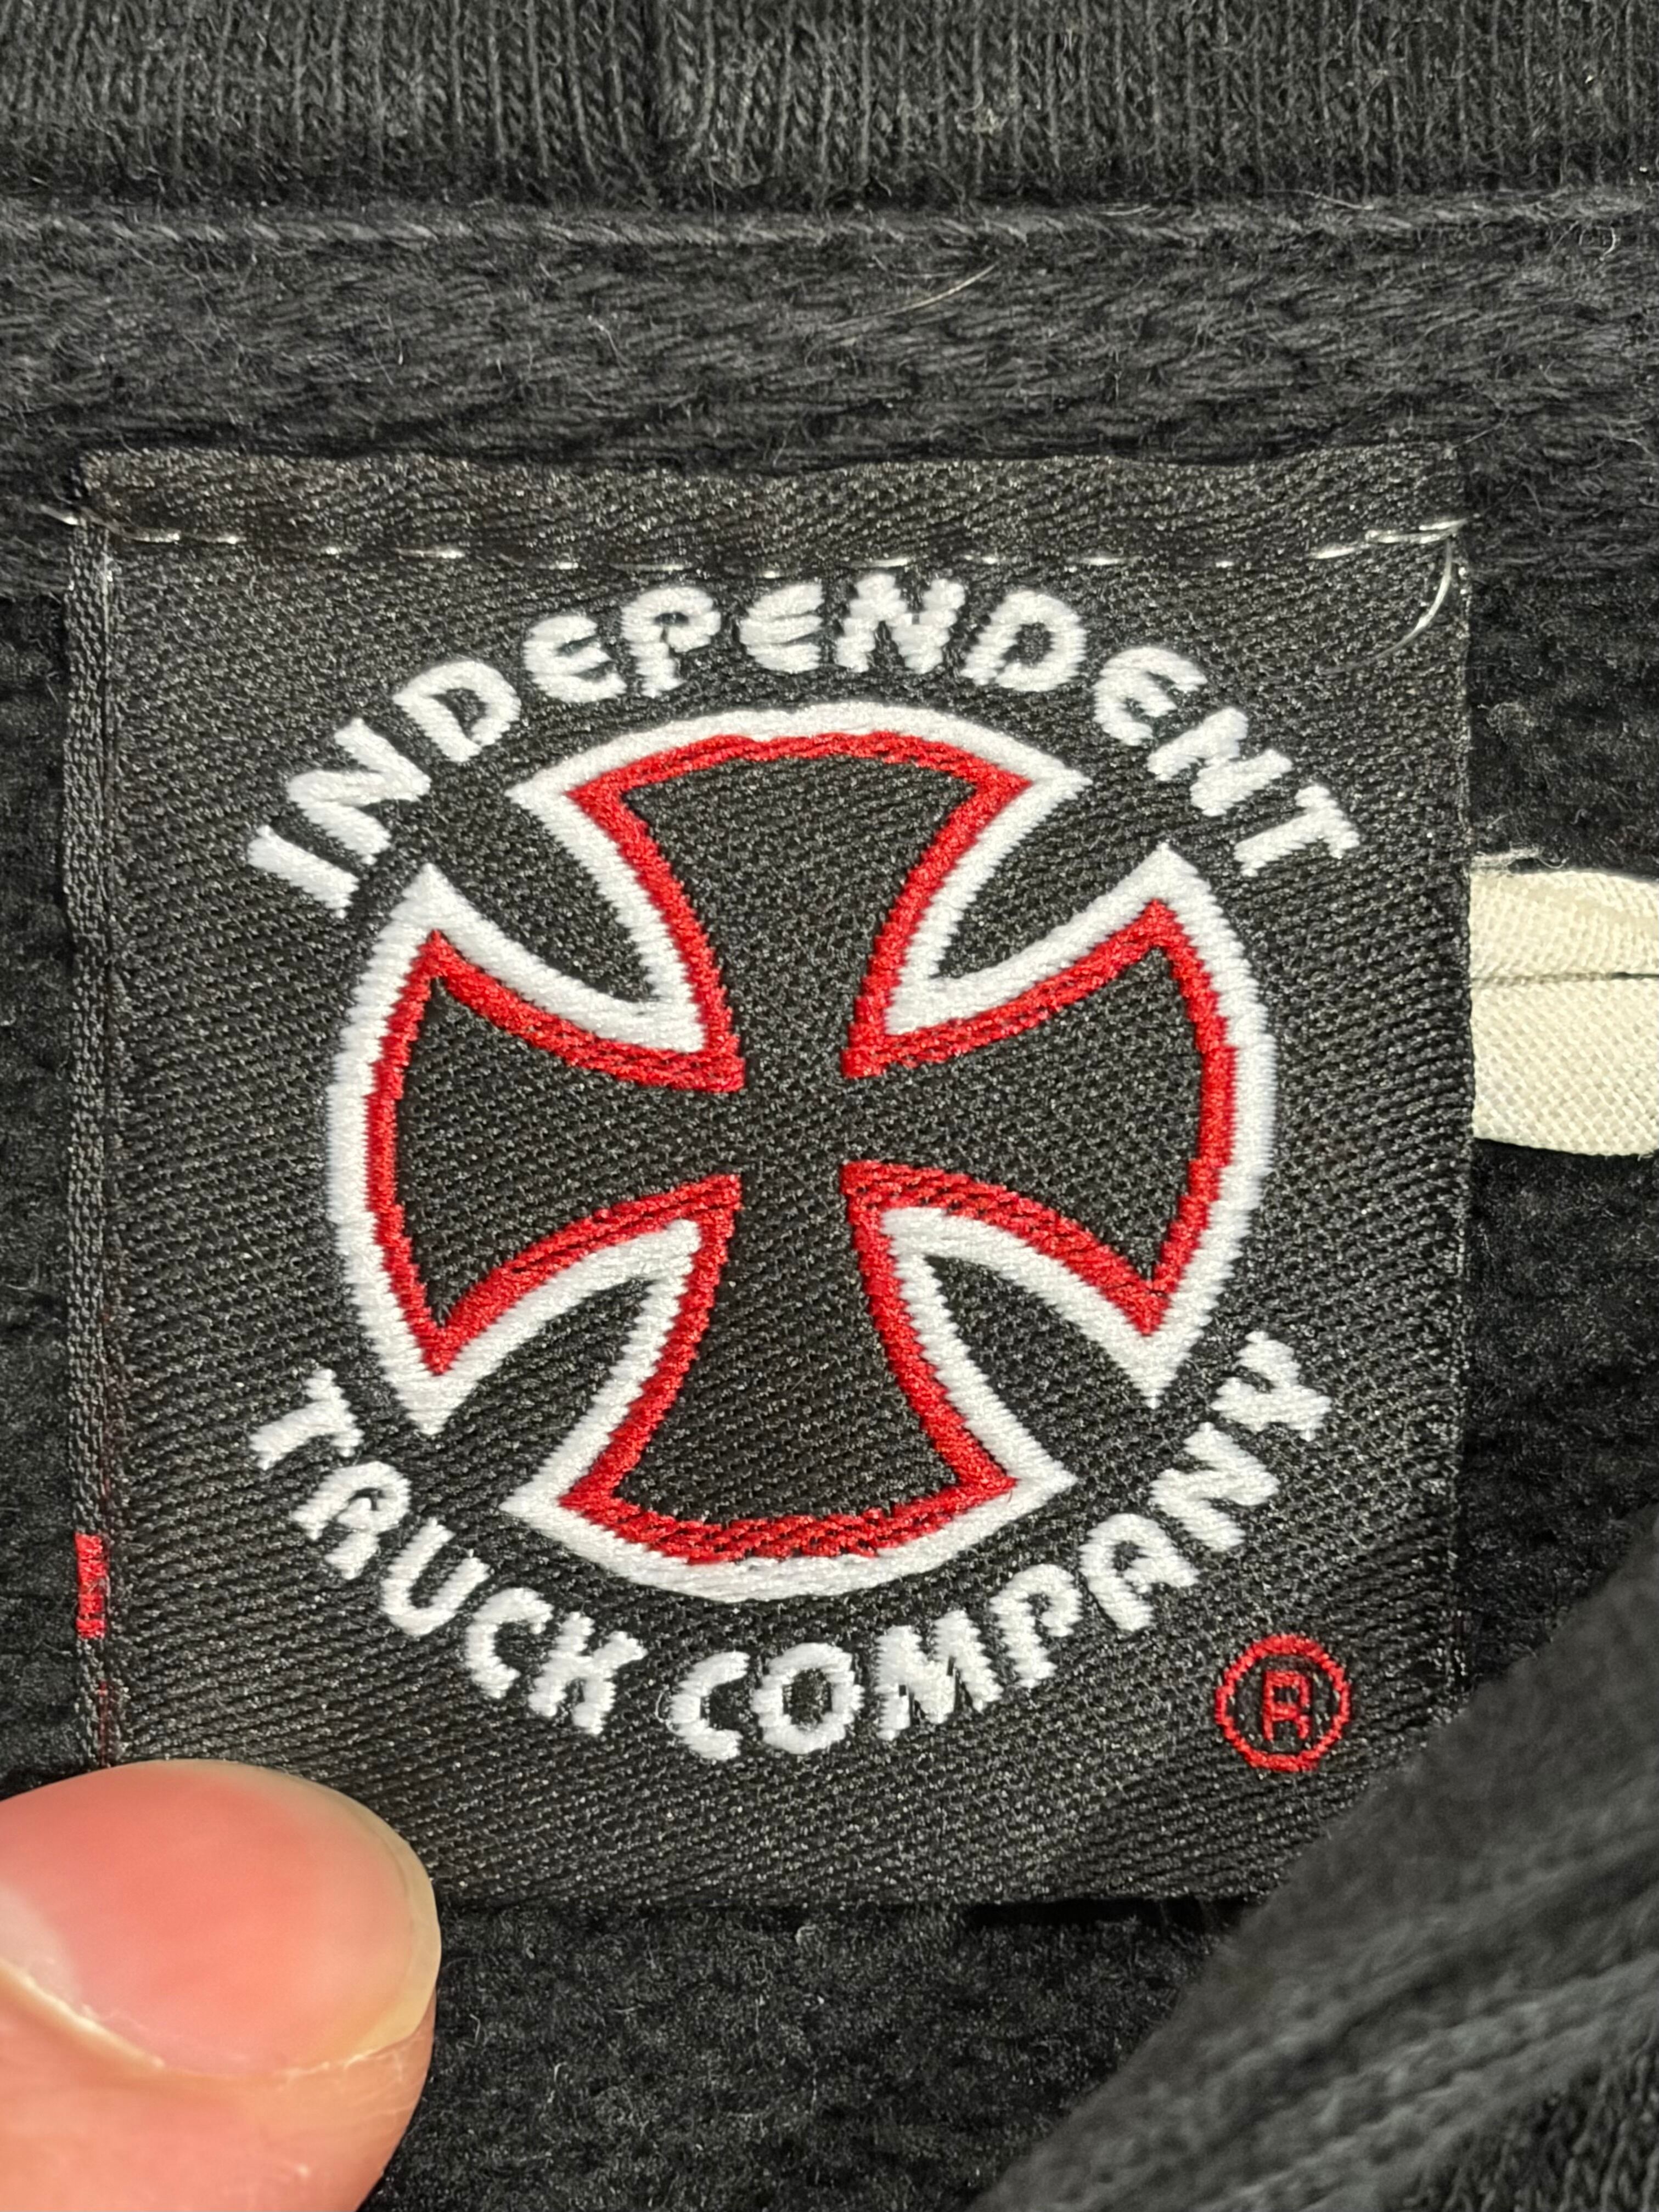 INDEPENDENT
TRUCK COMPANY
®